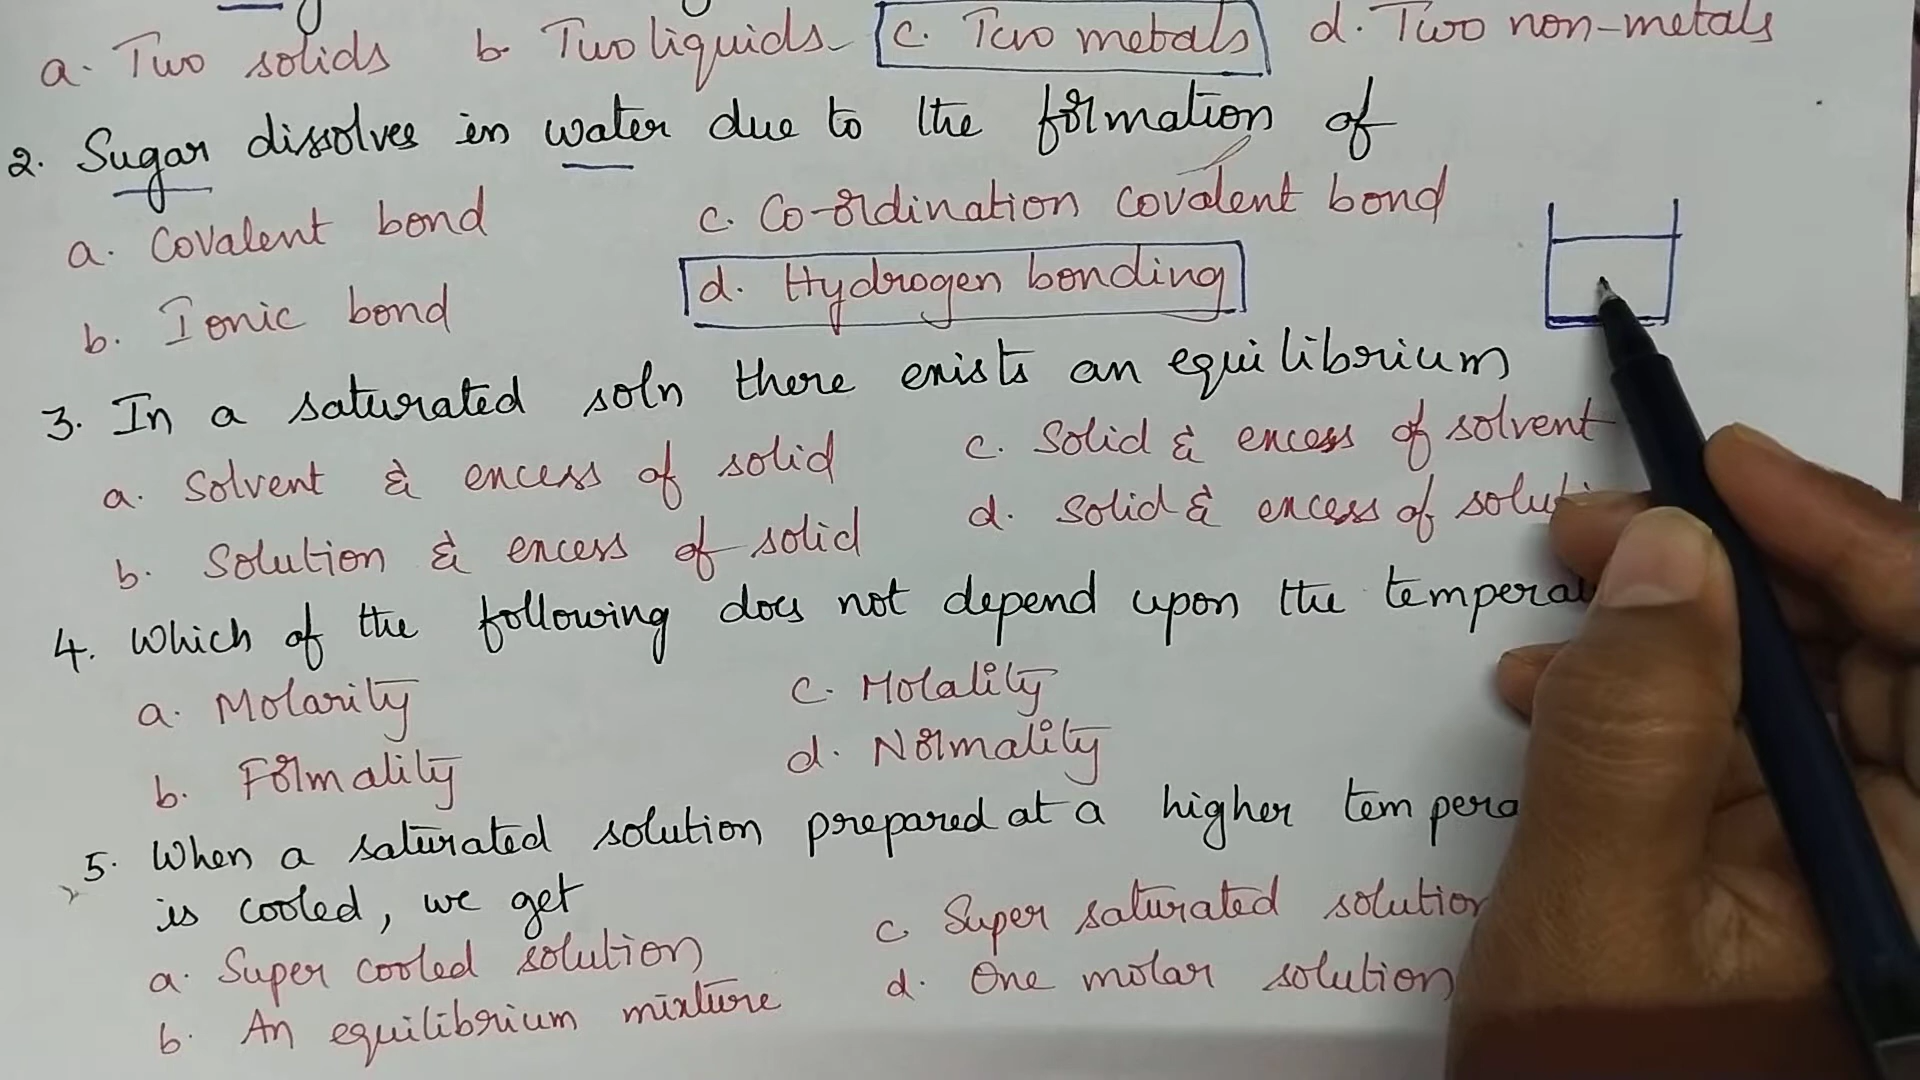 a. Two solids b. Two liquids c. Two metals d. Two non-metals
2. Sugar dissolves in water due to the formation of
a. Covalent bond c. Co-ordination covalent bond
b. Ionic bond d. Hydrogen bonding
3. In a saturated soln there exists an equilibrium
a. Solvent & excess of solid c. Solid & excess of solvent
b. Solution & excess of solid d. Solid & excess of soluti
4. Which of the following does not depend upon the tempera
a. Molarity c. Molality
b. Formality d. Normality
5. When a saturated solution prepared at a higher tempera
is cooled, we get
a. Super cooled solution c. Super saturated solution
b. An equilibrium mixture d. One molar solution